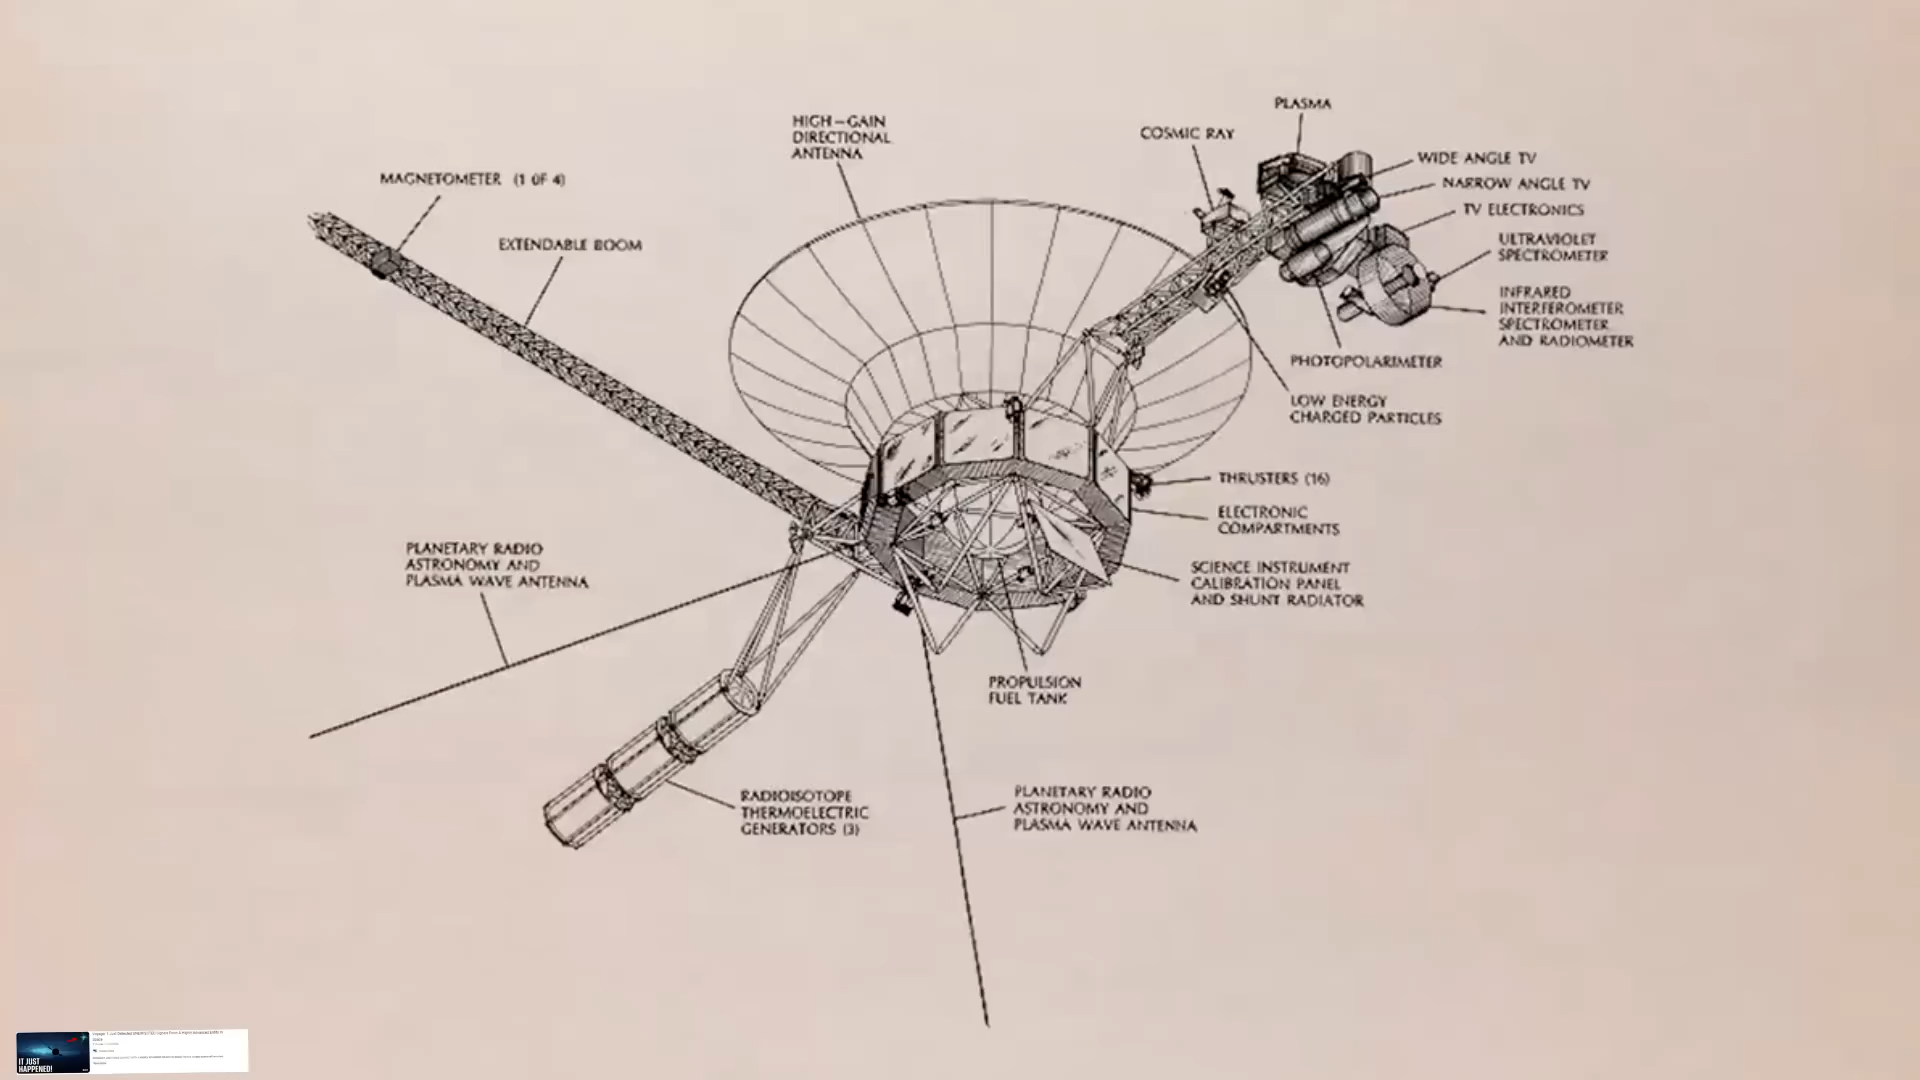 PLASMA
HIGH-GAIN
DIRECTIONAL
ANTENNA
COSMIC RAY
WIDE ANGLE TV
NARROW ANGLE TV
TV ELECTRONICS
MAGNETOMETER (1 OF 4)
EXTENDABLE BOOM
ULTRAVIOLET
SPECTROMETER
INFRARED
INTERFEROMETER
SPECTROMETER
AND RADIOMETER
PHOTOPOLARIMETER
LOW ENERGY
CHARGED PARTICLES
THRUSTERS (16)
ELECTRONIC
COMPARTMENTS
PLANETARY RADIO
ASTRONOMY AND
PLASMA WAVE ANTENNA
SCIENCE INSTRUMENT
CALIBRATION PANEL
AND SHUNT RADIATOR
PROPULSION
FUEL TANK
RADIOISOTOPE
THERMOELECTRIC
GENERATORS (3)
PLANETARY RADIO
ASTRONOMY AND
PLASMA WAVE ANTENNA
IT JUST
HAPPENED!